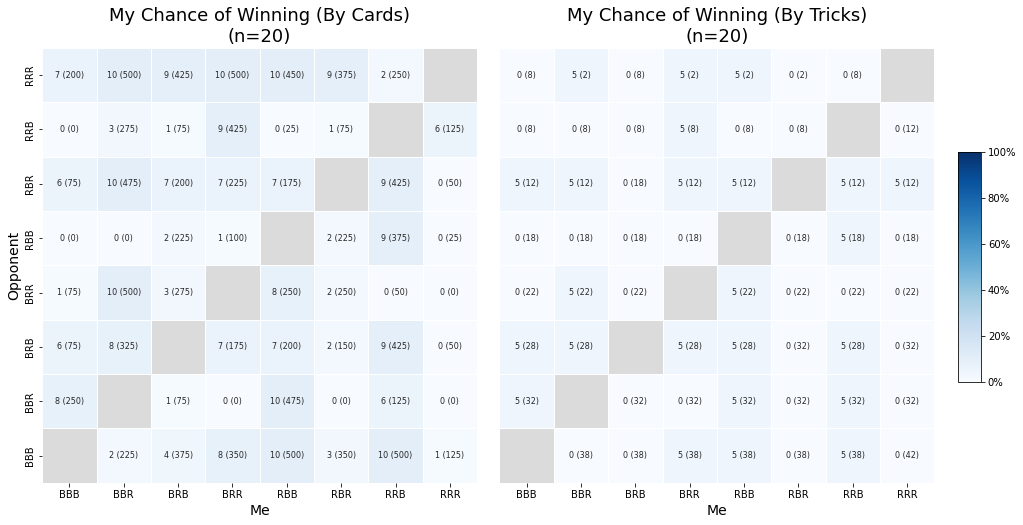 My Chance of Winning (By Cards)
(n=20)
My Chance of Winning (By Tricks)
(n=20)
Opponent
RRR
7 (200) 10 (500) 9 (425) 10 (500) 10 (450) 9 (375) 2 (250)
0 (8) 5 (2) 0 (8) 5 (2) 5 (2) 0 (2) 0 (8)
RRB
0 (0) 3 (275) 1 (75) 9 (425) 0 (25) 1 (75) 6 (125)
0 (8) 0 (8) 0 (8) 5 (8) 0 (8) 0 (8) 0 (12)
RBR
6 (75) 10 (475) 7 (200) 7 (225) 7 (175) 9 (425) 0 (50)
5 (12) 5 (12) 0 (18) 5 (12) 5 (12) 5 (12) 5 (12)
RBB
0 (0) 0 (0) 2 (225) 1 (100) 2 (225) 9 (375) 0 (25)
0 (18) 0 (18) 0 (18) 0 (18) 0 (18) 5 (18) 0 (18)
BRR
1 (75) 10 (500) 3 (275) 8 (250) 2 (250) 0 (50) 0 (0)
0 (22) 5 (22) 0 (22) 5 (22) 0 (22) 0 (22) 0 (22)
BRB
6 (75) 8 (325) 7 (175) 7 (200) 2 (150) 9 (425) 0 (50)
5 (28) 5 (28) 5 (28) 5 (28) 0 (32) 5 (28) 0 (32)
BBR
8 (250) 1 (75) 0 (0) 10 (475) 0 (0) 6 (125) 0 (0)
5 (32) 0 (32) 0 (32) 5 (32) 0 (32) 5 (32) 0 (32)
BBB
2 (225) 4 (375) 8 (350) 10 (500) 3 (350) 10 (500) 1 (125)
0 (38) 0 (38) 5 (38) 5 (38) 0 (38) 5 (38) 0 (42)
BBB BBR BRB BRR RBB RBR RRB RRR
BBB BBR BRB BRR RBB RBR RRB RRR
Me
Me
100%
80%
60%
40%
20%
0%